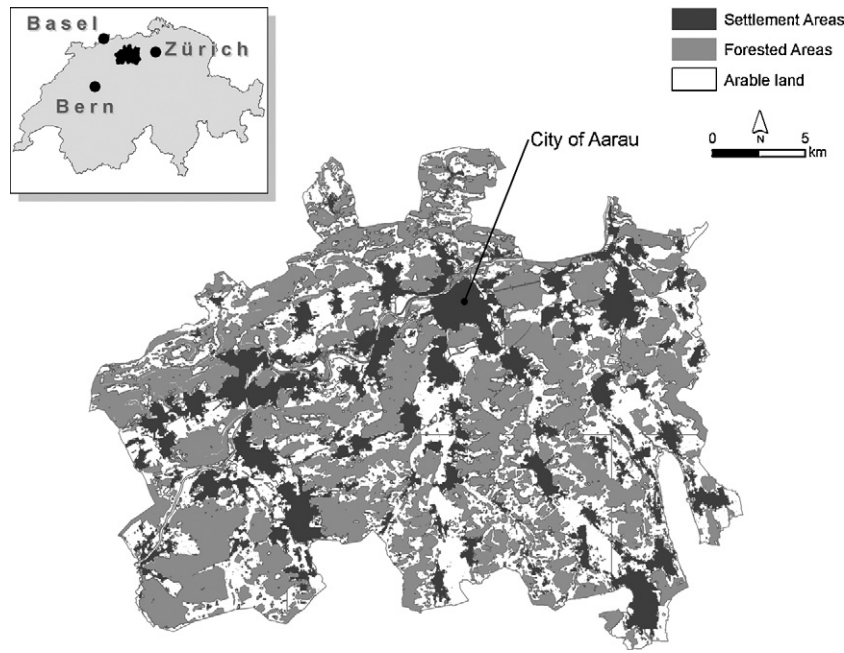 Basel
Zürich
Bern
Settlement Areas
Forested Areas
Arable land
0 N 5
km
City of Aarau